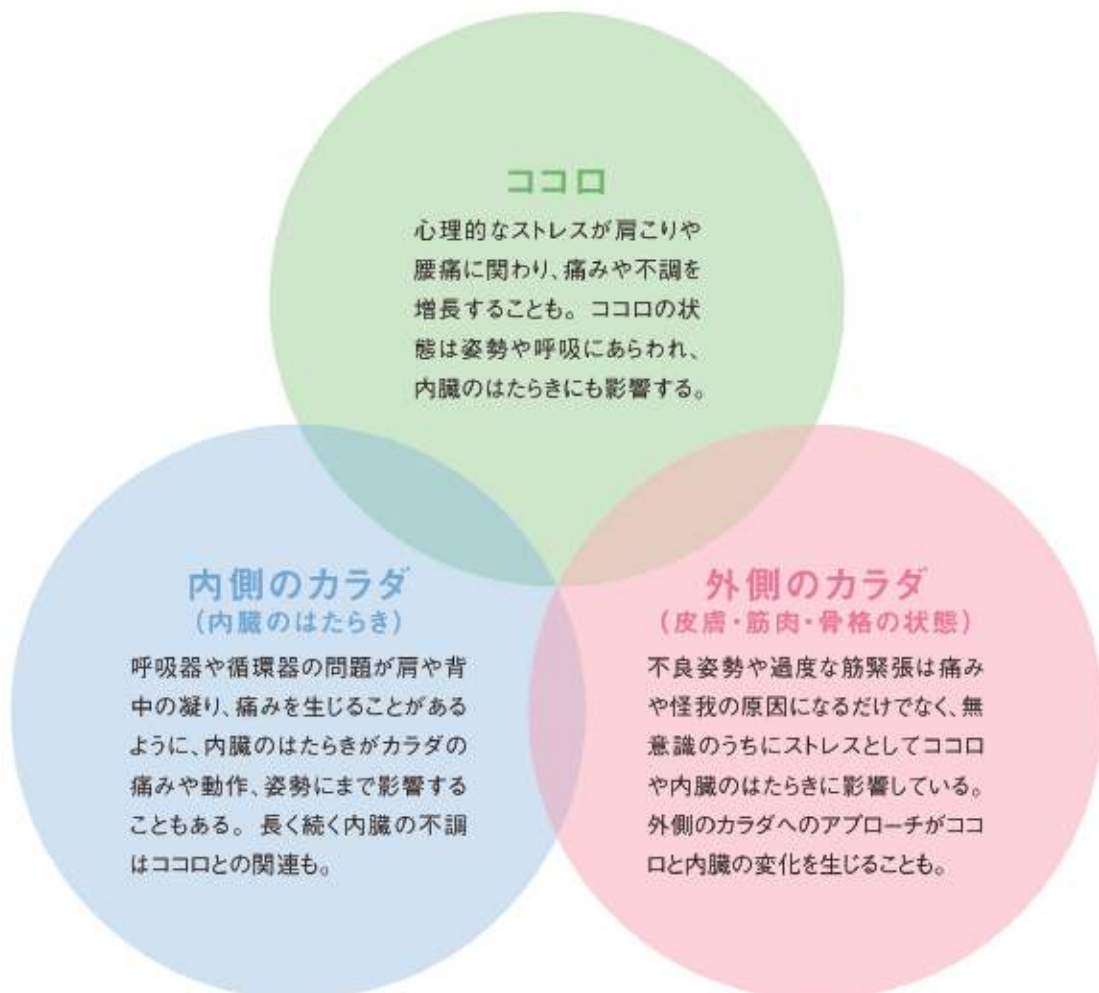 ココロ
心理的なストレスが肩こりや
腰痛に関わり、痛みや不調を
増長することも。ココロの状
態は姿勢や呼吸にあらわれ、
内臓のはたらきにも影響する。
内側のカラダ
(内臓のはたらき)
呼吸器や循環器の問題が肩や背
中の凝り、痛みを生じることがある
ように、内臓のはたらきがカラダの
痛みや動作、姿勢にまで影響する
こともある。長く続く内臓の不調
はココロとの関連も。
外側のカラダ
(皮膚・筋肉・骨格の状態)
不良姿勢や過度な筋緊張は痛み
や怪我の原因になるだけでなく、無
意識のうちにストレスとしてココロ
や内臓のはたらきに影響している。
外側のカラダへのアプローチがココ
ロと内臓の変化を生じることも。